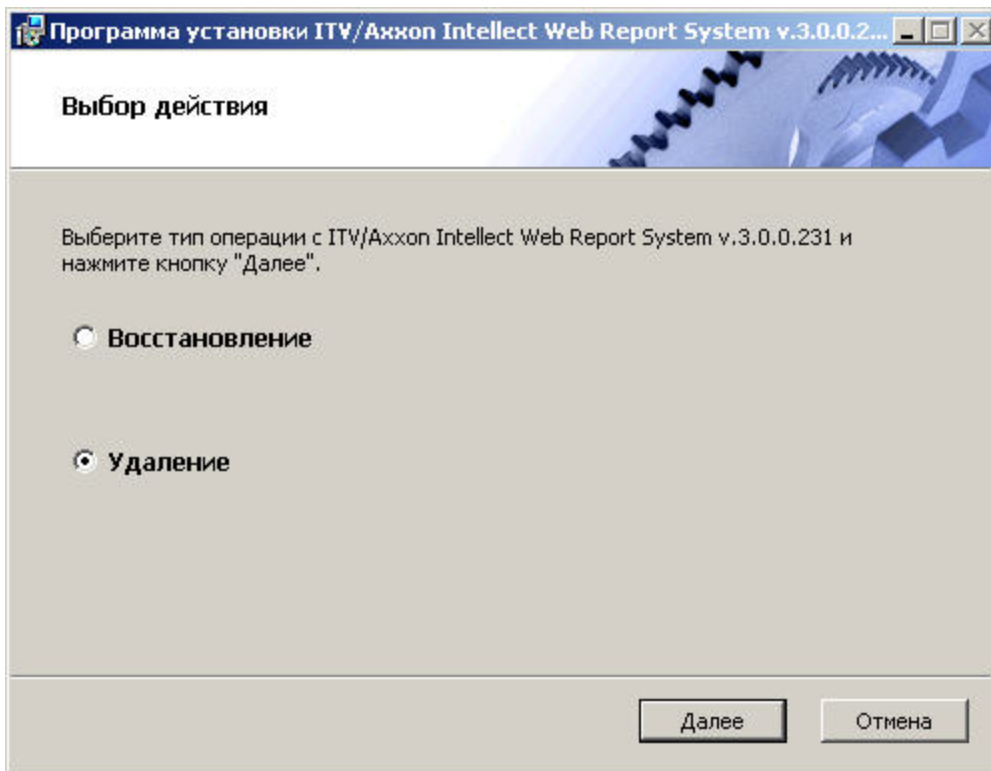 Программа установки ITV/Axxon Intellect Web Report System v.3.0.0.2...
Выбор действия
Выберите тип операции с ITV/Axxon Intellect Web Report System v.3.0.0.231 и
нажмите кнопку "Далее".
Восстановление
Удаление
Далее
Отмена